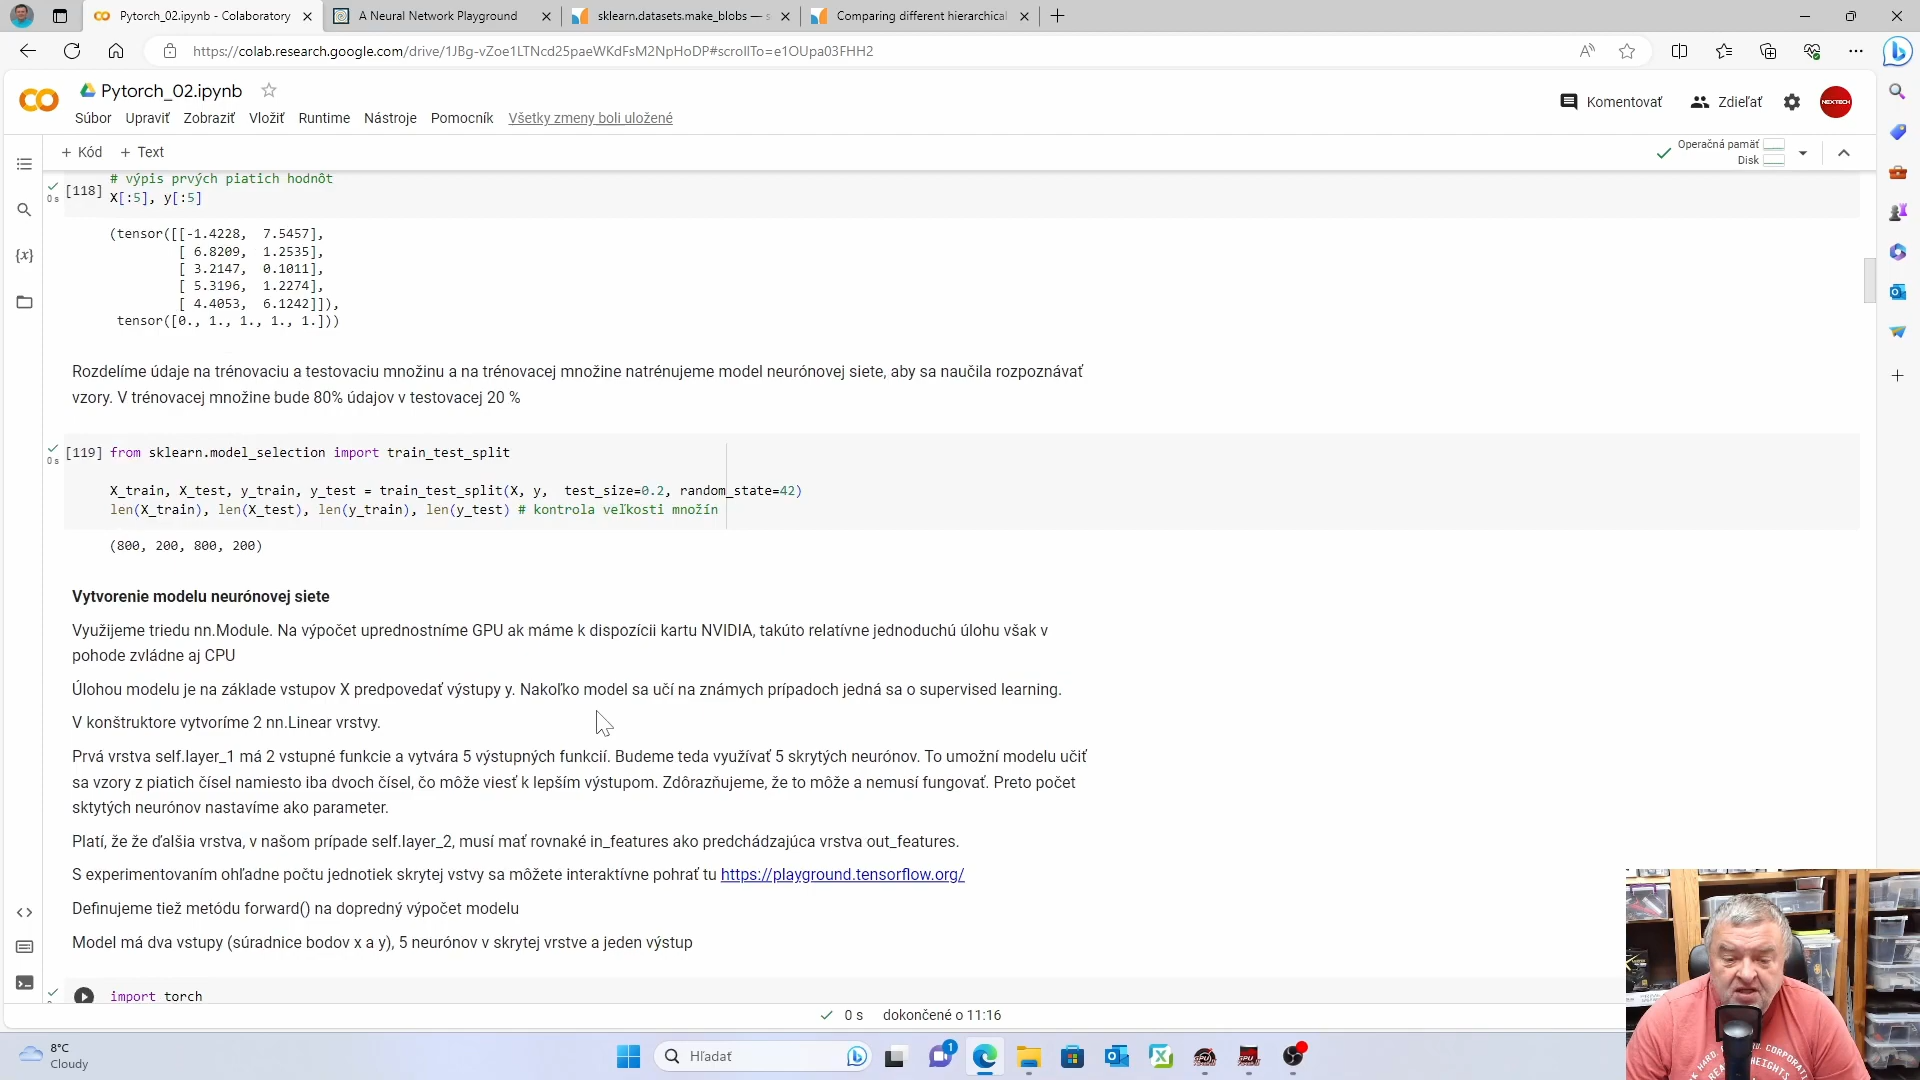 Pytorch_02.ipynb - Colaboratory
A Neural Network Playground
sklearn.datasets.make_blobs — s
Comparing different hierarchical
https://colab.research.google.com/drive/1JBg-vZoe1LTNcd25paeWKdFsM2NpHoDP#scrollTo=e1OUpa03FHH2
Pytorch_02.ipynb
Komentovať
Zdieľať
NEXTECH
Súbor Upraviť Zobraziť Vložiť Runtime Nástroje Pomocník Všetky zmeny boli uložené
+ Kód + Text
Operačná pamäť
Disk
# výpis prvých piatich hodnôt
[118] X[:5], y[:5]
0 s
(tensor([[-1.4228, 7.5457],
[ 6.8209, 1.2535],
[ 3.2147, 0.1011],
[ 5.3196, 1.2274],
[ 4.4053, 6.1242]]),
tensor([0., 1., 1., 1., 1.]))
Rozdelíme údaje na trénovaciu a testovaciu množinu a na trénovacej množine natrénujeme model neurónovej siete, aby sa naučila rozpoznávať
vzory. V trénovacej množine bude 80% údajov v testovacej 20 %
[119] from sklearn.model_selection import train_test_split
0 s
X_train, X_test, y_train, y_test = train_test_split(X, y, test_size=0.2, random_state=42)
len(X_train), len(X_test), len(y_train), len(y_test) # kontrola veľkosti množín
(800, 200, 800, 200)
Vytvorenie modelu neurónovej siete
Využijeme triedu nn.Module. Na výpočet uprednostníme GPU ak máme k dispozícii kartu NVIDIA, takúto relatívne jednoduchú úlohu však v
pohode zvládne aj CPU
Úlohou modelu je na základe vstupov X predpovedať výstupy y. Nakoľko model sa učí na známych prípadoch jedná sa o supervised learning.
V konštruktore vytvoríme 2 nn.Linear vrstvy.
Prvá vrstva self.layer_1 má 2 vstupné funkcie a vytvára 5 výstupných funkcií. Budeme teda využívať 5 skrytých neurónov. To umožní modelu učiť
sa vzory z piatich čísel namiesto iba dvoch čísel, čo môže viesť k lepším výstupom. Zdôrazňujeme, že to môže a nemusí fungovať. Preto počet
sktytých neurónov nastavíme ako parameter.
Platí, že že ďalšia vrstva, v našom prípade self.layer_2, musí mať rovnaké in_features ako predchádzajúca vrstva out_features.
S experimentovaním ohľadne počtu jednotiek skrytej vstvy sa môžete interaktívne pohrať tu https://playground.tensorflow.org/
Definujeme tiež metódu forward() na dopredný výpočet modelu
Model má dva vstupy (súradnice bodov x a y), 5 neurónov v skrytej vrstve a jeden výstup
import torch
0 s dokončené o 11:16
8°C
Cloudy
Hľadať
1